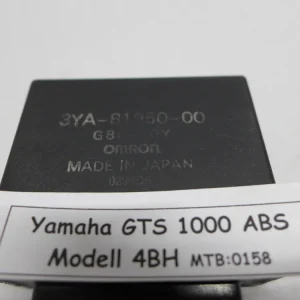 3YA-81950-00
OMRON
MADE IN JAPAN
Yamaha GTS 1000 ABS
Modell 4BH MTB:0158